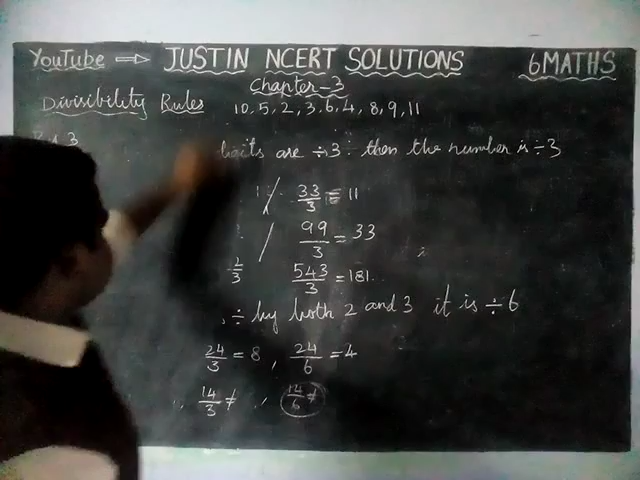 YouTube ⇒ JUSTIN NCERT SOLUTIONS 6MATHS
Chapter-3
Divisibility Rules 10, 5, 2, 3, 6, 4, 8, 9, 11
3
digits are ÷3. then the number is ÷3
33/3 = 11
99/3 = 33
543/3 = 181.
÷ by both 2 and 3 it is ÷6
24/3 = 8, 24/6 = 4
14/3 ≠ , 14/6 ≠